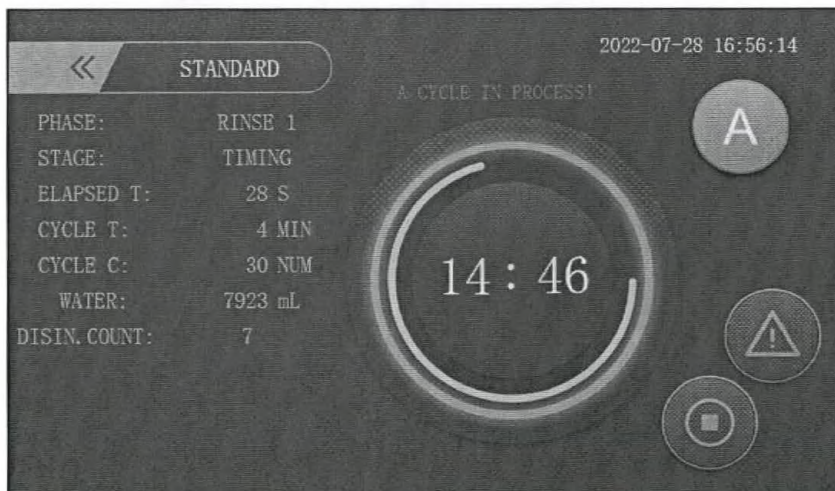 STANDARD
2022-07-28 16:56:14
A CYCLE IN PROCESS!
A
PHASE: RINSE 1
STAGE: TIMING
ELAPSED T: 28 S
CYCLE T: 4 MIN
CYCLE C: 30 NUM
WATER: 7923 mL
DISIN.COUNT: 7
14: 46